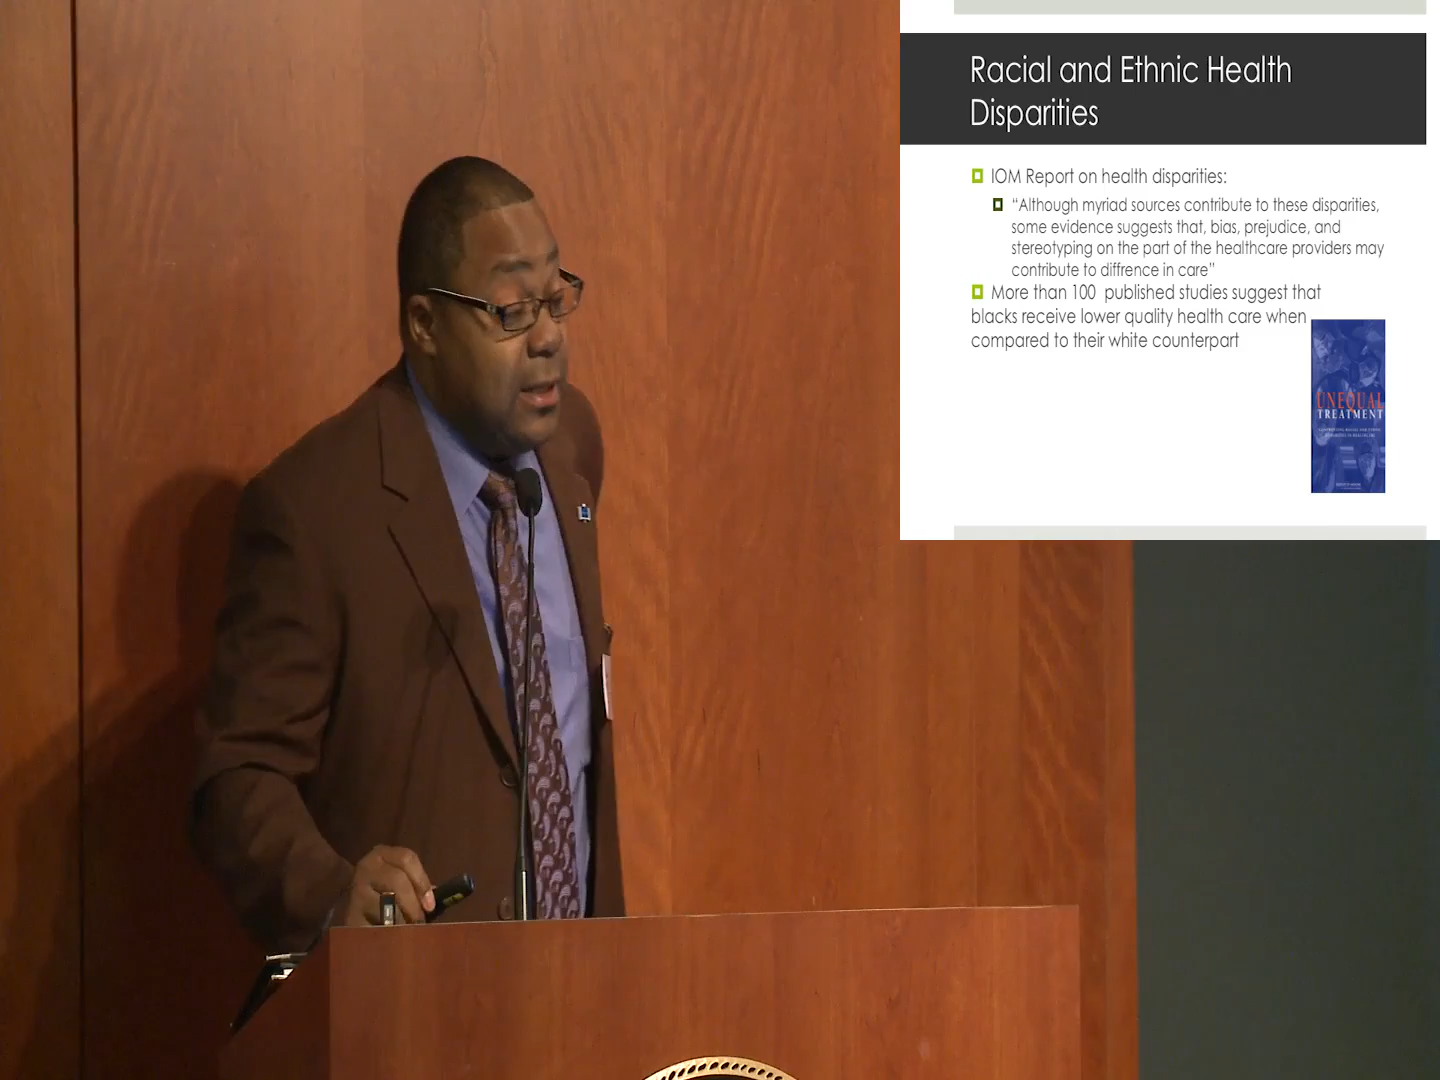 Racial and Ethnic Health
Disparities
IOM Report on health disparities:
“Although myriad sources contribute to these disparities,
some evidence suggests that, bias, prejudice, and
stereotyping on the part of the healthcare providers may
contribute to diffrence in care”
More than 100 published studies suggest that
blacks receive lower quality health care when
compared to their white counterpart
UNEQUAL
TREATMENT